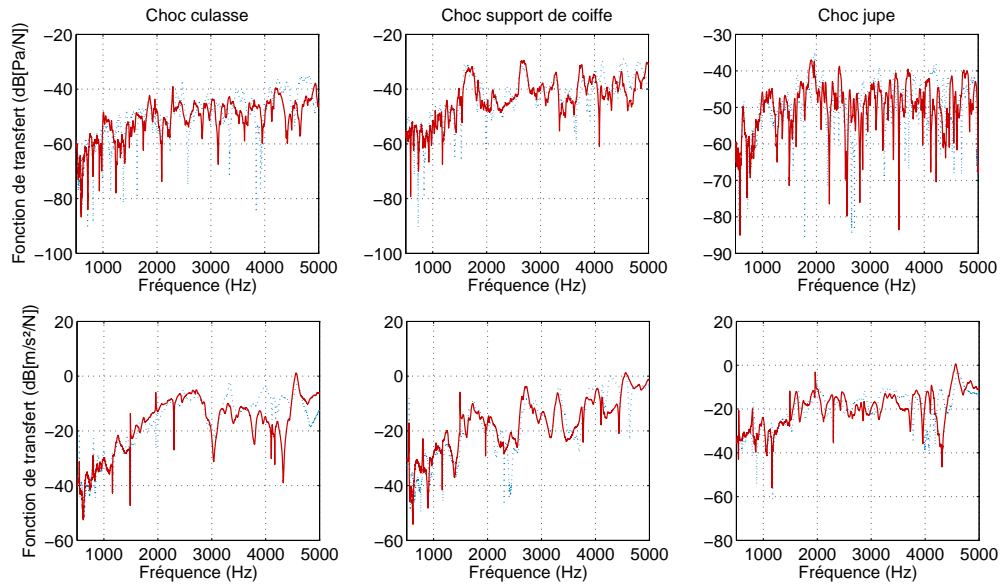 Choc culasse
Choc support de coiffe
Choc jupe
Fonction de transfert (dB[Pa/N])
−20
−40
−60
−80
−100
1000 2000 3000 4000 5000
Fréquence (Hz)
−20
−40
−60
−80
−100
1000 2000 3000 4000 5000
Fréquence (Hz)
−30
−40
−50
−60
−70
−80
−90
1000 2000 3000 4000 5000
Fréquence (Hz)
Fonction de transfert (dB[m/s²/N])
20
0
−20
−40
−60
1000 2000 3000 4000 5000
Fréquence (Hz)
20
0
−20
−40
−60
1000 2000 3000 4000 5000
Fréquence (Hz)
20
0
−20
−40
−60
−80
1000 2000 3000 4000 5000
Fréquence (Hz)